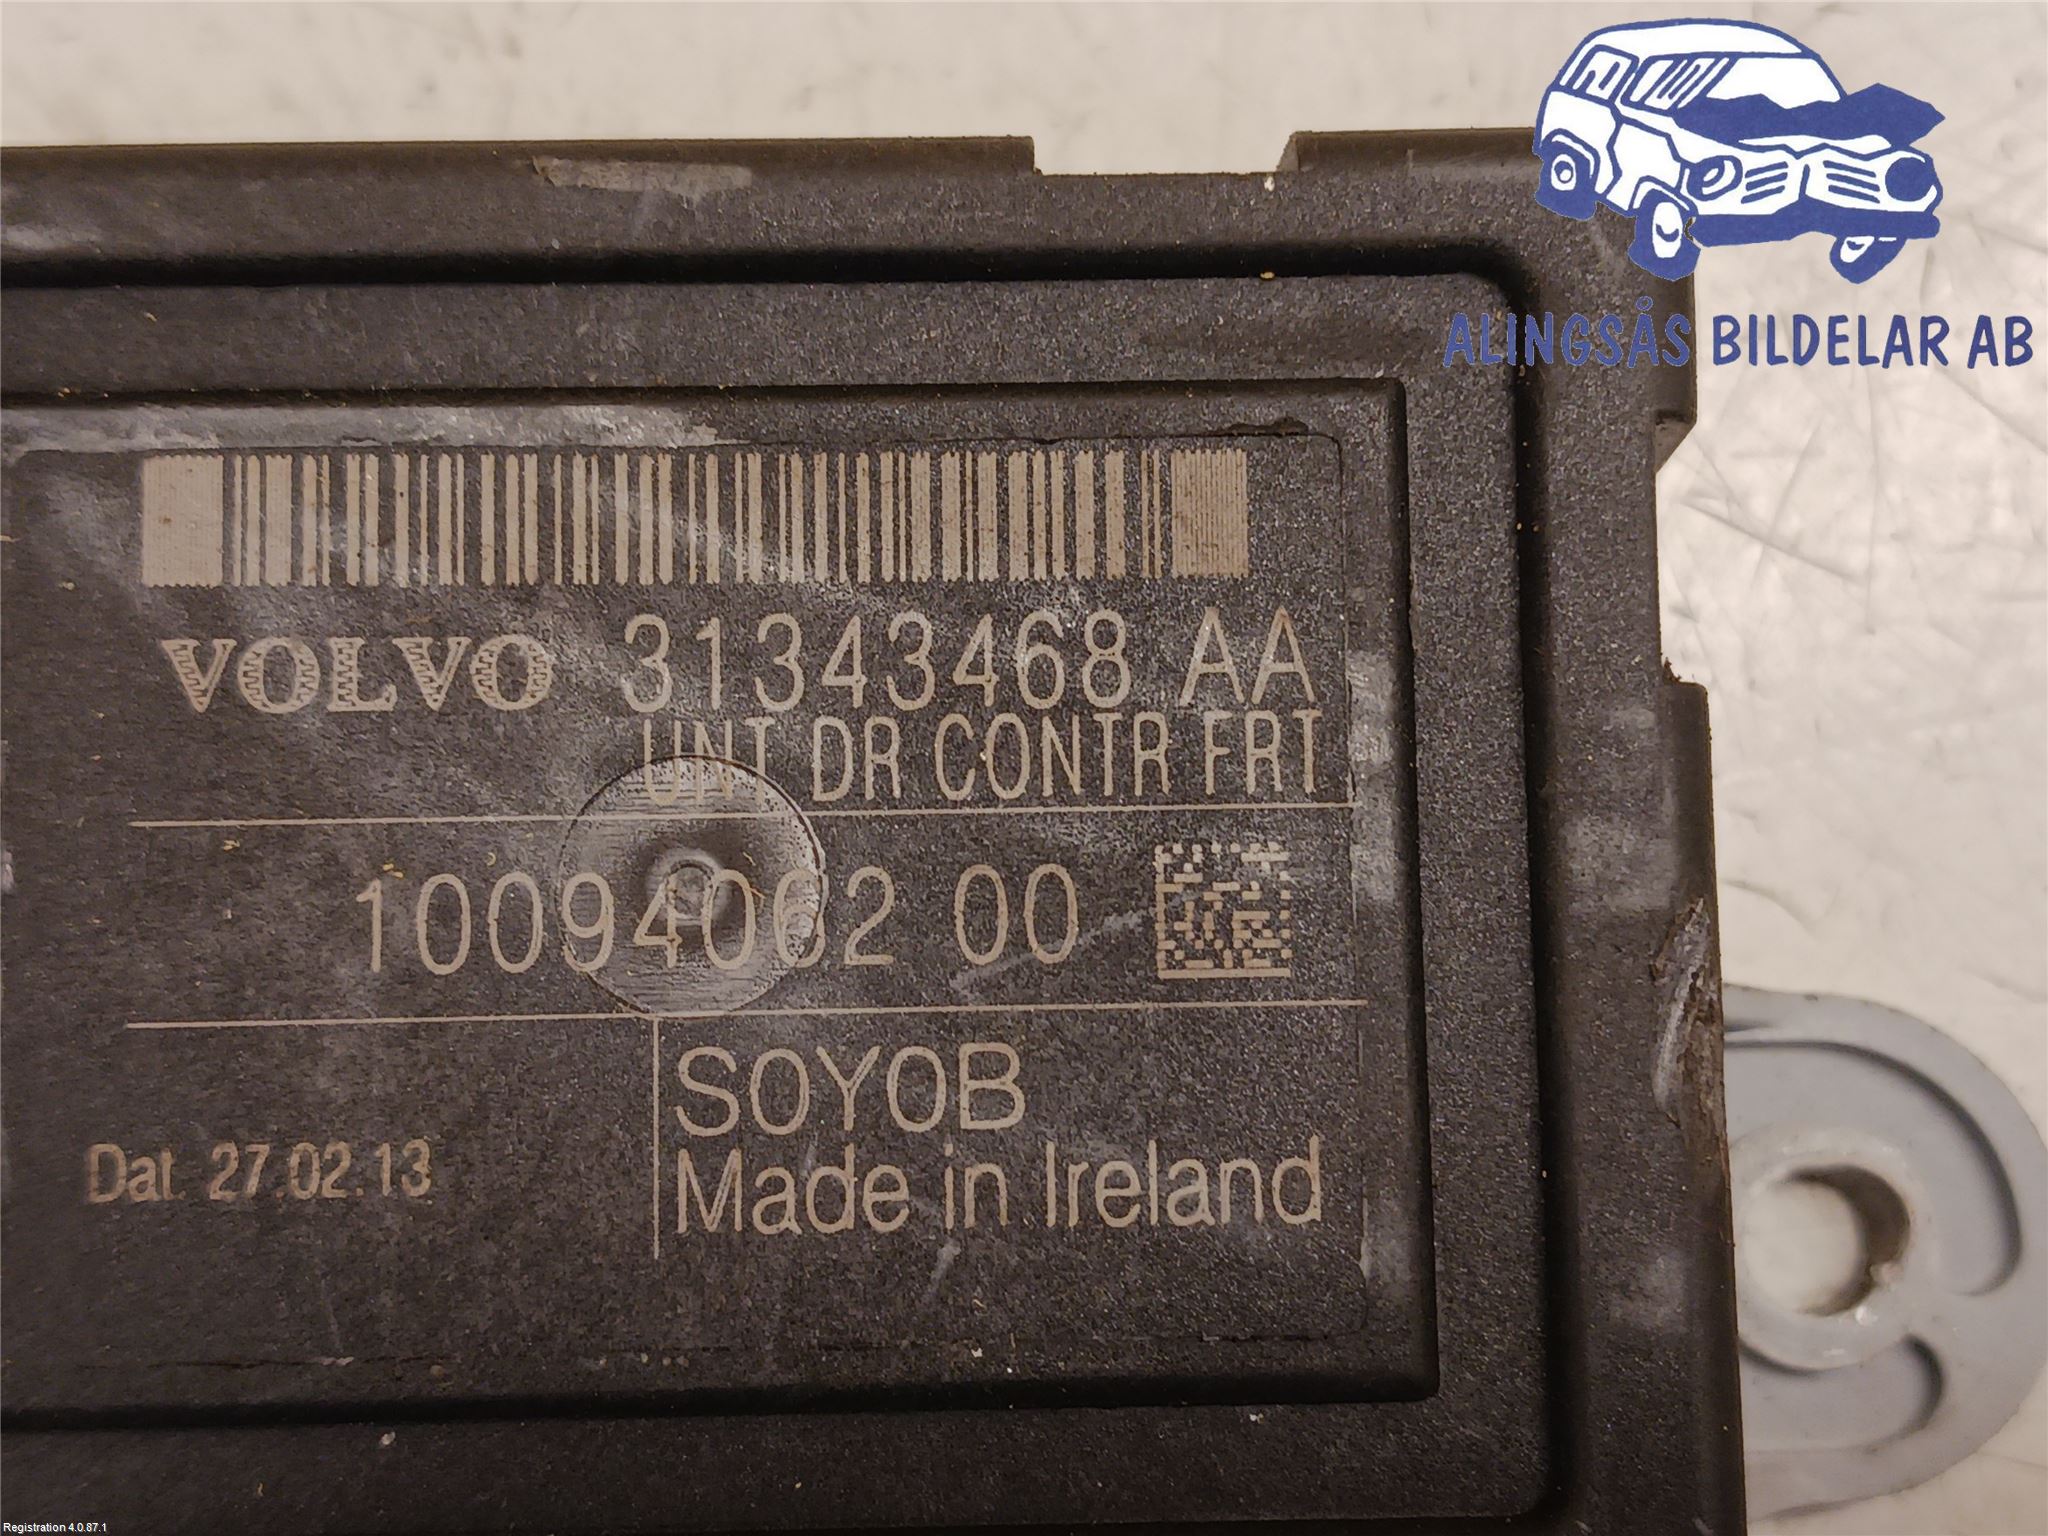 ALINGSÅS BILDELAR AB
VOLVO 31343468 AA
UNT DR CONTR FRT
10094062 00
SOYOB
Dat. 27.02.13
Made in Ireland
Registration 4.0.87.1